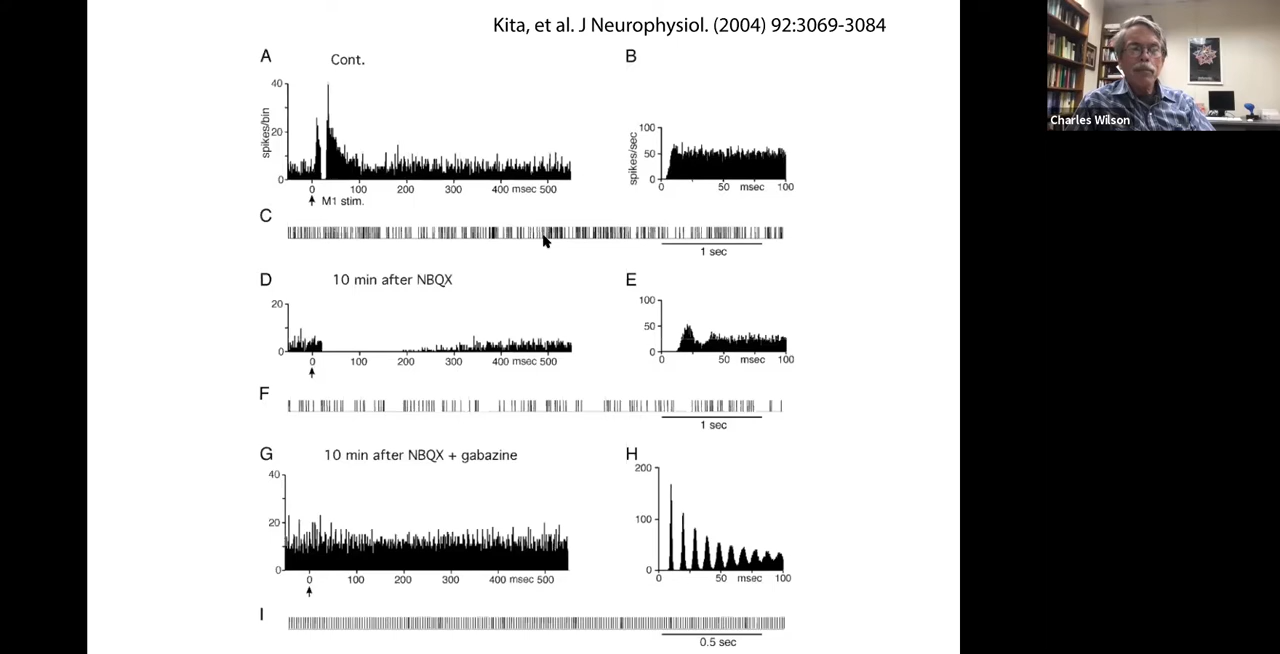 Kita, et al. J Neurophysiol. (2004) 92:3069-3084
Charles Wilson
A
Cont.
40
20
0
spikes/bin
0 100 200 300 400 msec 500
M1 stim.
B
100
50
0
spikes/sec
0 50 msec 100
C
1 sec
D
10 min after NBQX
20
0
0 100 200 300 400 msec 500
E
100
50
0
0 50 msec 100
F
1 sec
G
10 min after NBQX + gabazine
40
20
0
0 100 200 300 400 msec 500
H
200
100
0
0 50 msec 100
I
0.5 sec